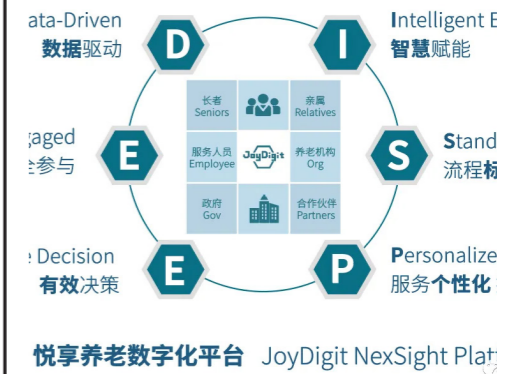 ata-Driven
数据驱动
D
I
Intelligent E
智慧赋能
长者
Seniors
亲属
Relatives
gaged
全参与
E
服务人员
Employee
JoyDigit
养老机构
Org
S
Stand
流程标
政府
Gov
合作伙伴
Partners
e Decision
有效决策
E
P
Personalize
服务个性化
悦享养老数字化平台 JoyDigit NexSight Platf